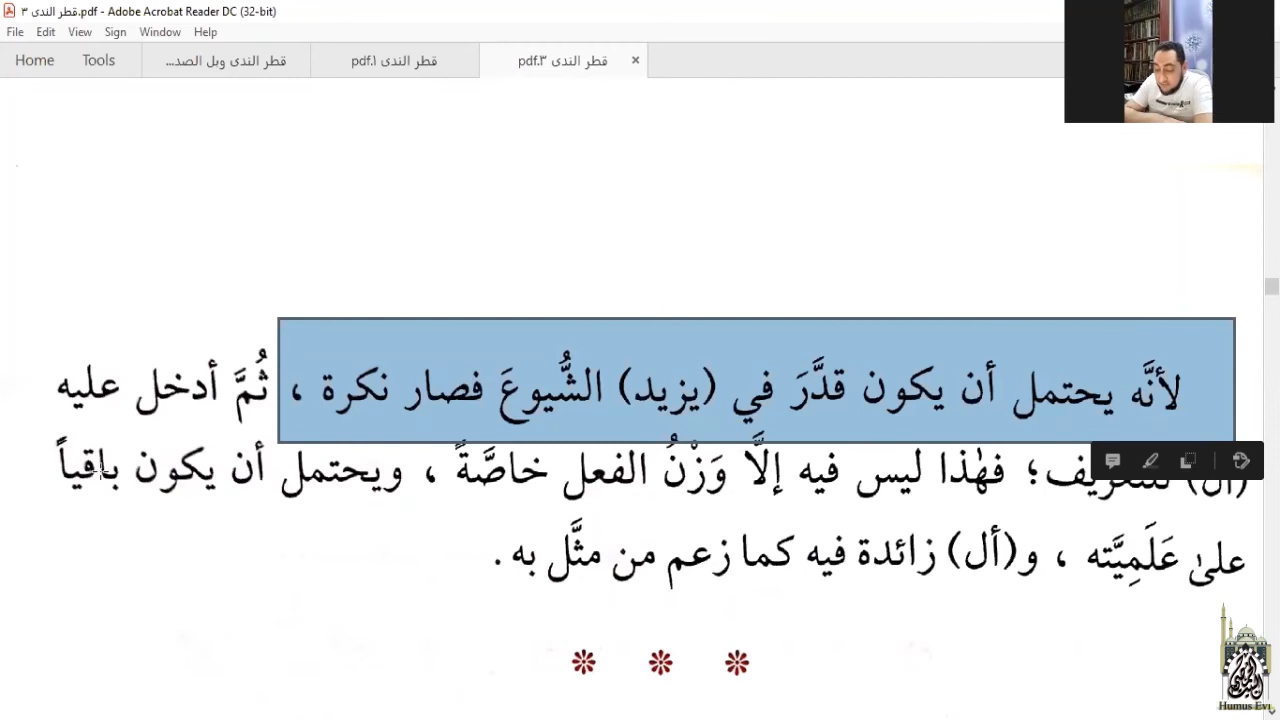 قطر الندى ٣.pdf - Adobe Acrobat Reader DC (32-bit)
File Edit View Sign Window Help
Home Tools قطر الندى وبل الصد... قطر الندى ١.pdf قطر الندى ٣.pdf ×
لأنَّه يحتمل أن يكون قدَّرَ في (يزيد) الشُّيوعَ فصار نكرة ، ثُمَّ أدخل عليه
(أل) للتعريف؛ فهٰذا ليس فيه إلَّا وَزْنُ الفعل خاصَّةً ، ويحتمل أن يكون باقياً
علىٰ عَلَمِيَّته ، و(أل) زائدة فيه كما زعم من مثَّل به .
Humus Evi